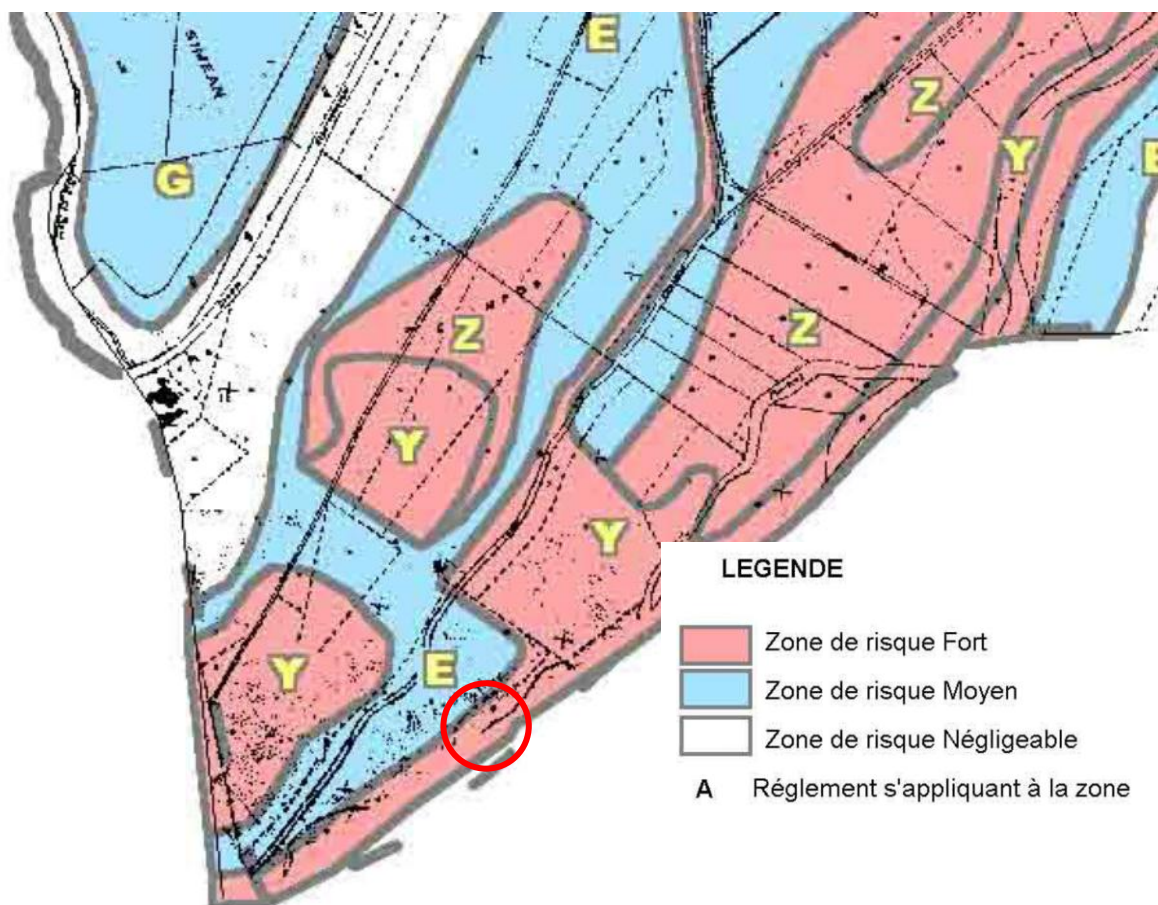 E
Z
Y
E
G
Z
Z
Y
Y
Y
E
LEGENDE
Zone de risque Fort
Zone de risque Moyen
Zone de risque Négligeable
A Réglement s'appliquant à la zone